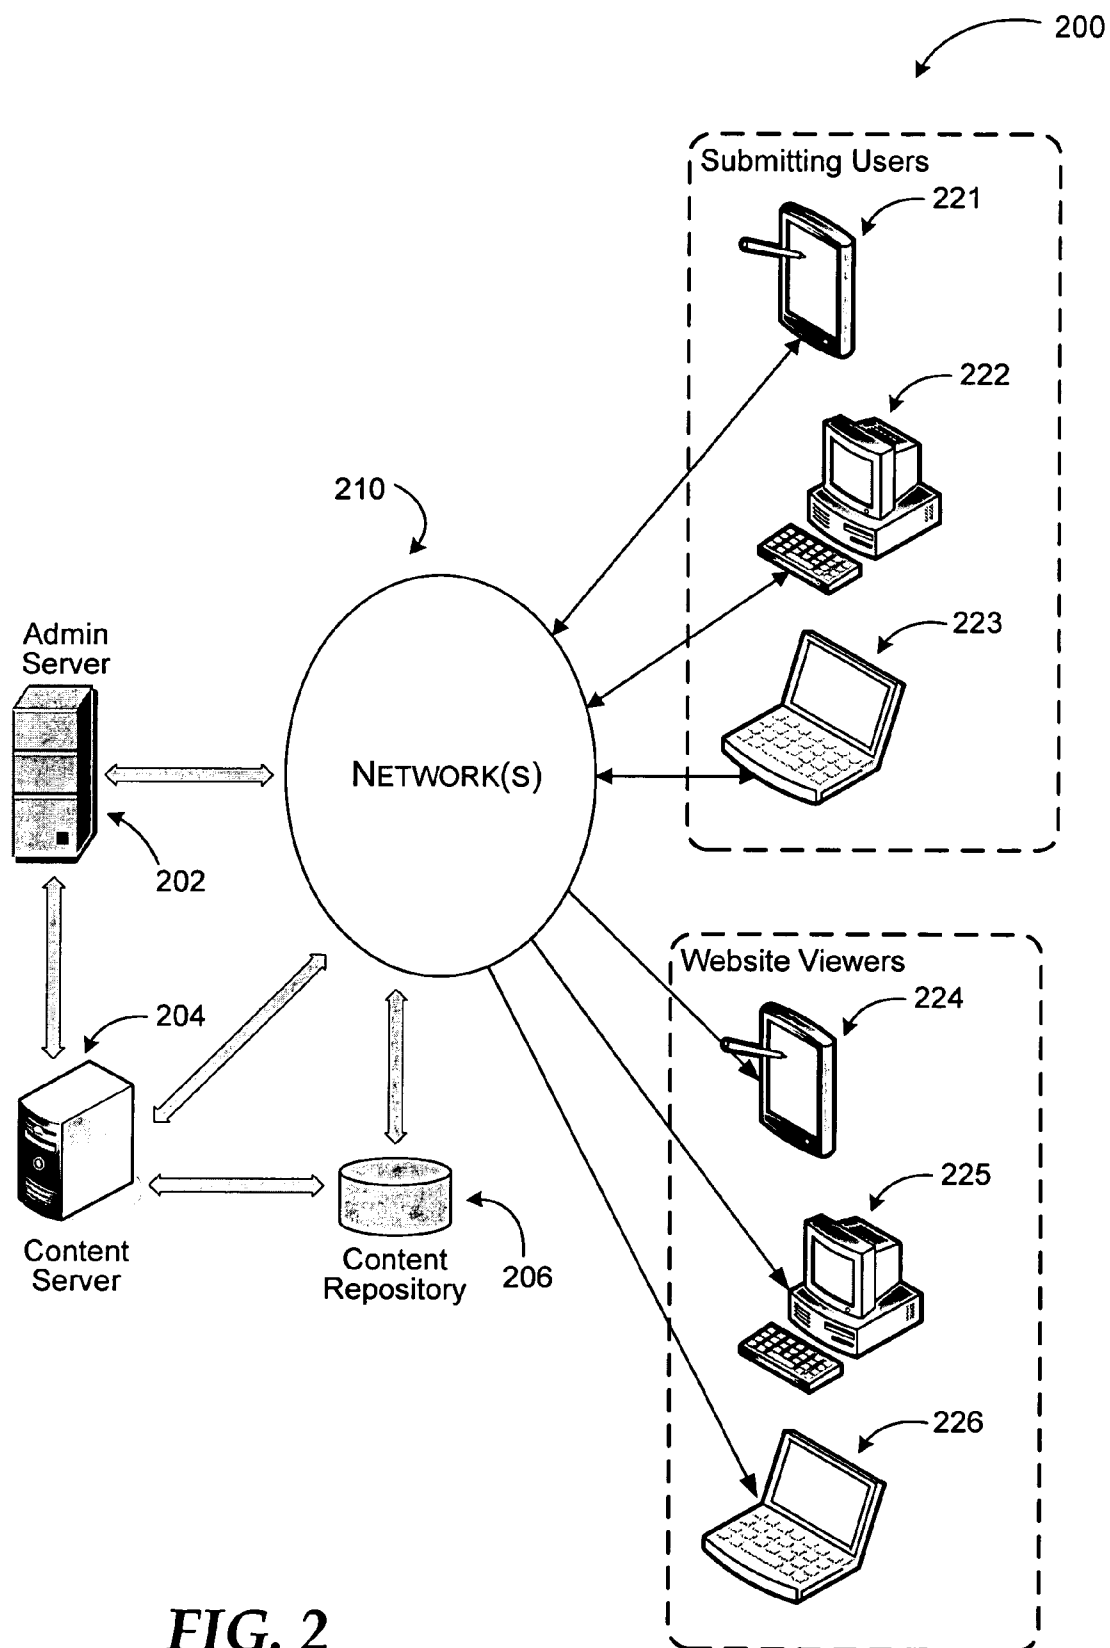 200
Submitting Users
221
222
210
223
Admin
Server
NETWORK(S)
202
Website Viewers
224
204
225
Content
Server
Content
Repository
206
226
FIG. 2